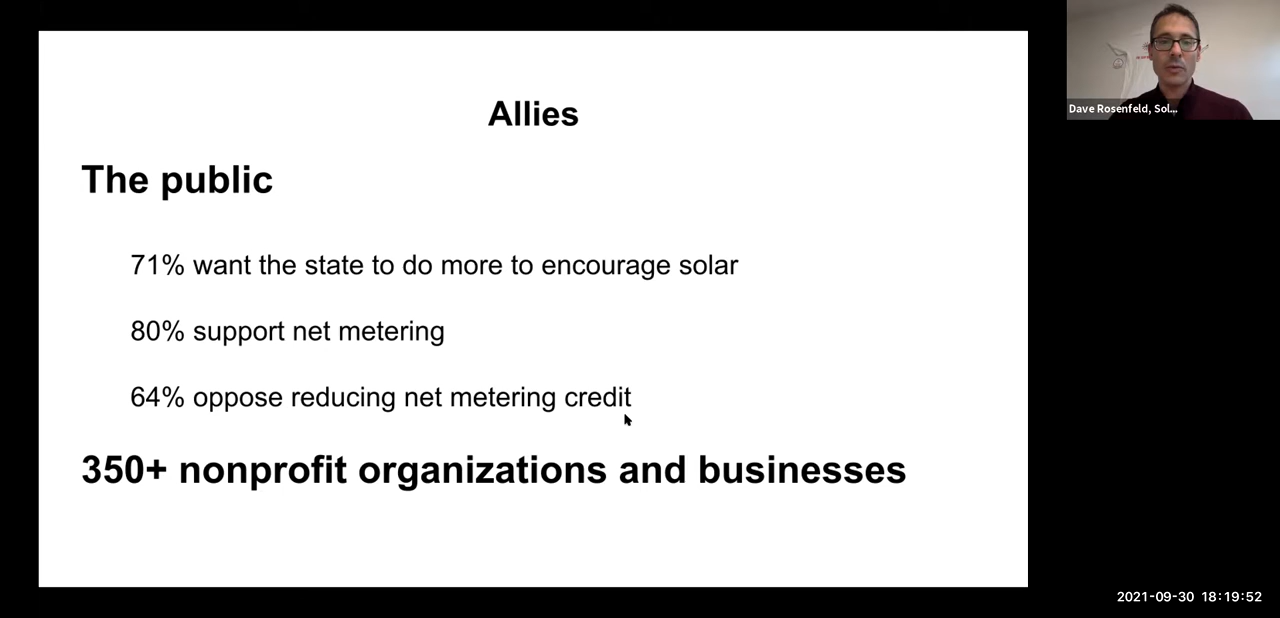 Allies
The public
71% want the state to do more to encourage solar
80% support net metering
64% oppose reducing net metering credit
350+ nonprofit organizations and businesses
Dave Rosenfeld, Sol...
2021-09-30 18:19:52